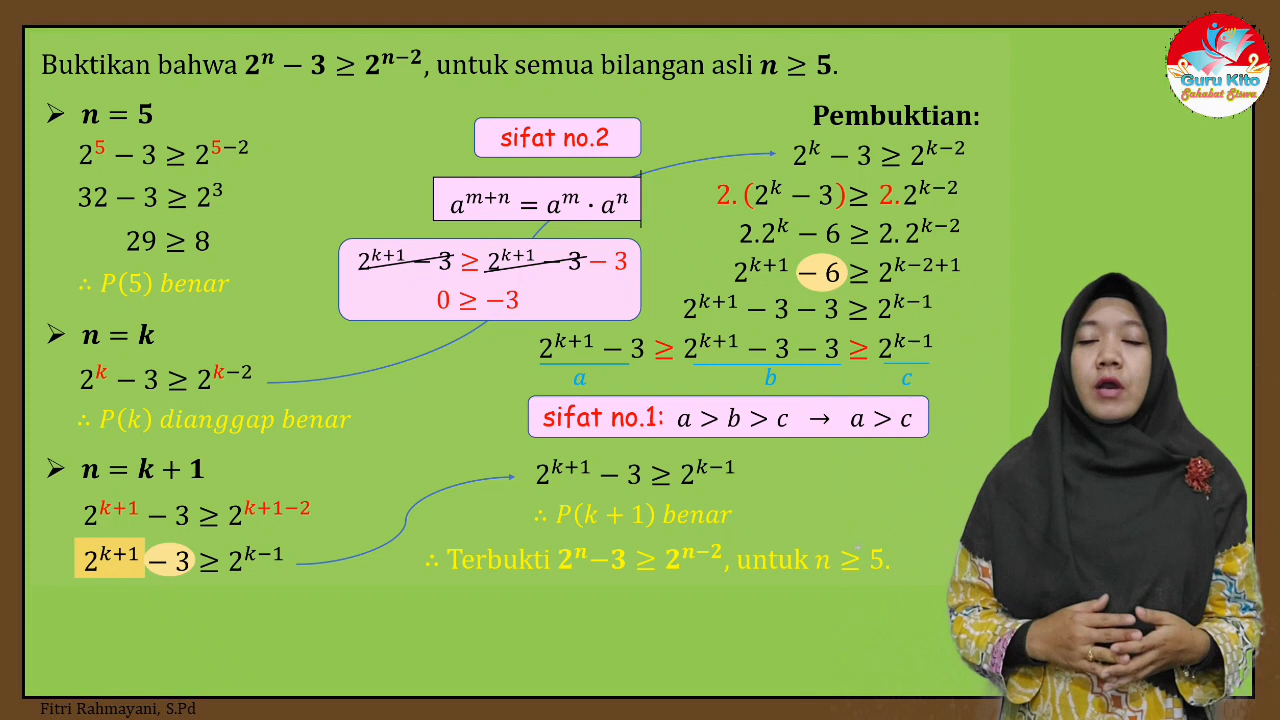 Buktikan bahwa 2ⁿ − 3 ≥ 2ⁿ⁻², untuk semua bilangan asli n ≥ 5.
➢ n = 5
2⁵ − 3 ≥ 2⁵⁻²
32 − 3 ≥ 2³
29 ≥ 8
∴ P(5) benar
➢ n = k
2ᵏ − 3 ≥ 2ᵏ⁻²
∴ P(k) dianggap benar
➢ n = k + 1
2ᵏ⁺¹ − 3 ≥ 2ᵏ⁺¹⁻²
2ᵏ⁺¹ − 3 ≥ 2ᵏ⁻¹
sifat no.2
aᵐ⁺ⁿ = aᵐ · aⁿ
2ᵏ⁺¹ − 3 ≥ 2ᵏ⁺¹ − 3 − 3
0 ≥ −3
Pembuktian:
2ᵏ − 3 ≥ 2ᵏ⁻²
2. (2ᵏ − 3) ≥ 2. 2ᵏ⁻²
2.2ᵏ − 6 ≥ 2. 2ᵏ⁻²
2ᵏ⁺¹ − 6 ≥ 2ᵏ⁻²⁺¹
2ᵏ⁺¹ − 3 − 3 ≥ 2ᵏ⁻¹
2ᵏ⁺¹ − 3 ≥ 2ᵏ⁺¹ − 3 − 3 ≥ 2ᵏ⁻¹
a b c
sifat no.1: a > b > c → a > c
2ᵏ⁺¹ − 3 ≥ 2ᵏ⁻¹
∴ P(k + 1) benar
∴ Terbukti 2ⁿ−3 ≥ 2ⁿ⁻², untuk n ≥ 5.
Guru Kito
Sahabat Siswa
Fitri Rahmayani, S.Pd